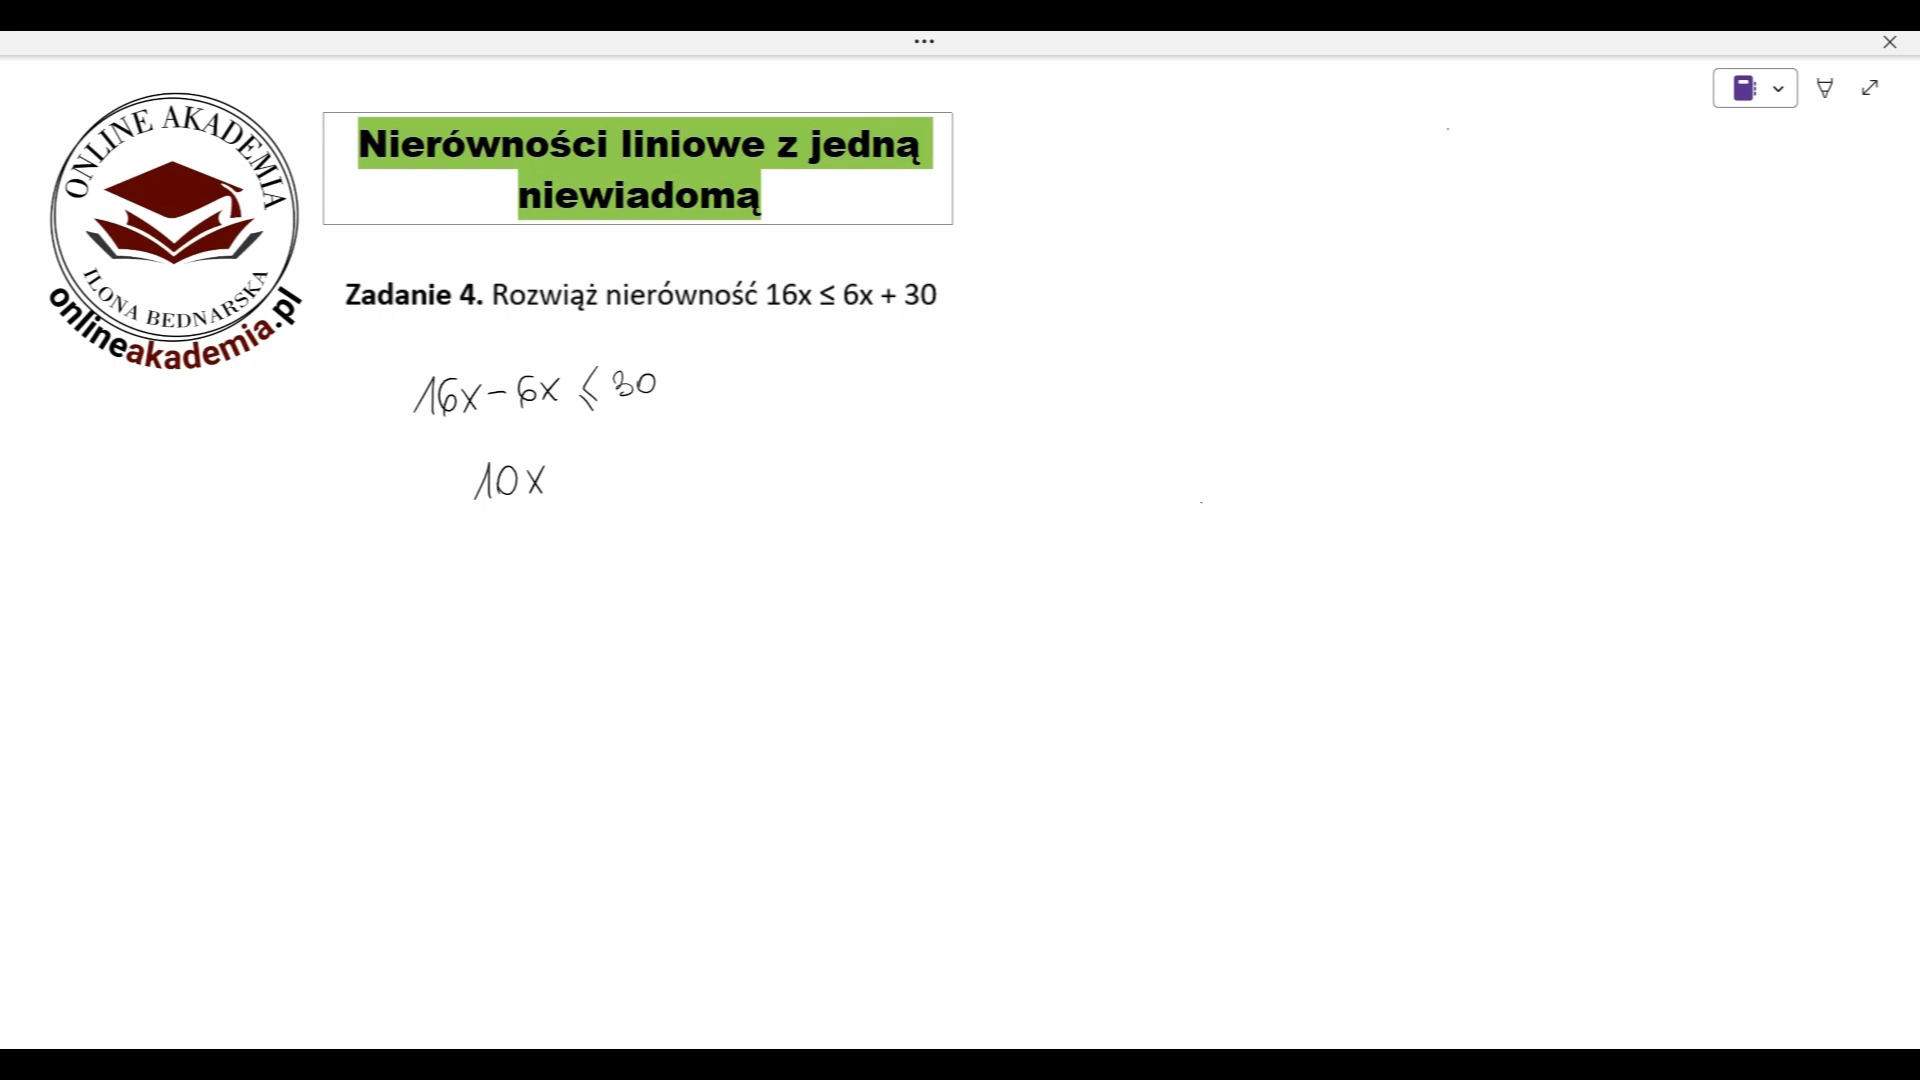 ...
ONLINE AKADEMIA
ILONA BEDNARSKA
onlineakademia.pl
Nierówności liniowe z jedną
niewiadomą
Zadanie 4. Rozwiąż nierówność 16x ≤ 6x + 30
16x - 6x ⩽ 30
10x